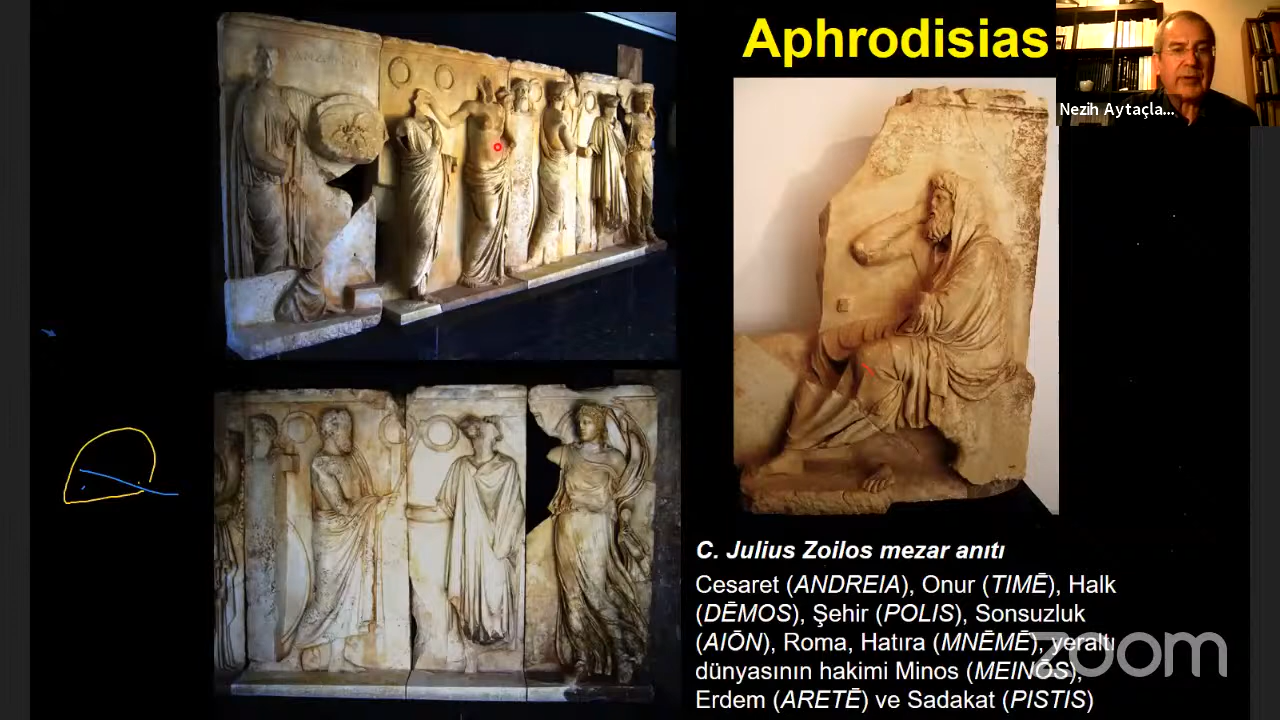 Aphrodisias
Nezih Aytaçla...
C. Julius Zoilos mezar anıtı
Cesaret (ANDREIA), Onur (TIMĒ), Halk
(DĒMOS), Şehir (POLIS), Sonsuzluk
(AIŌN), Roma, Hatıra (MNĒMĒ), yeraltı
dünyasının hakimi Minos (MEINŌS),
Erdem (ARETĒ) ve Sadakat (PISTIS)
zoom